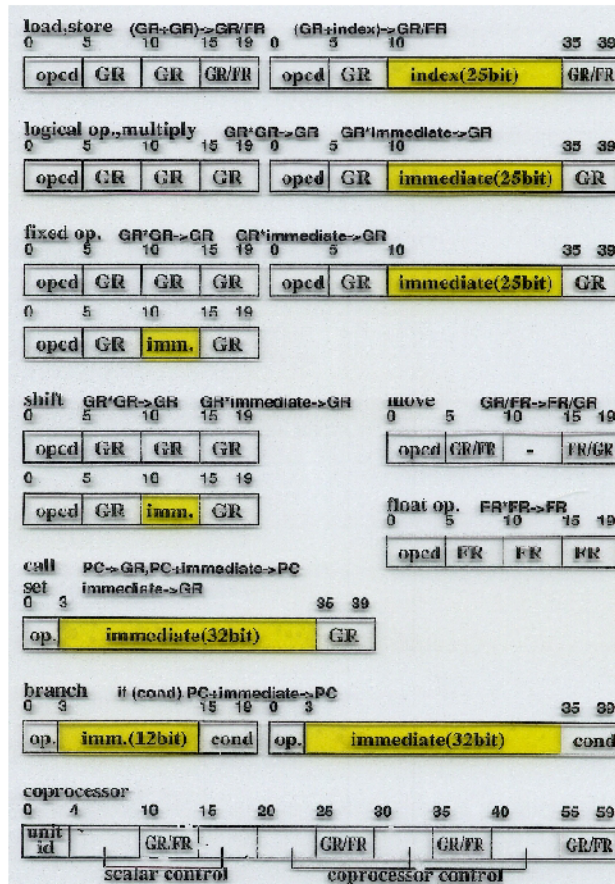 load,store (GR+GR)->GR/FR (GR+index)->GR/FR
0 5 10 15 19 0 5 10 35 39
opcd GR GR GR/FR opcd GR index(25bit) GR/FR
logical op.,multiply GR*GR->GR GR*immediate->GR
0 5 10 15 19 0 5 10 35 39
opcd GR GR GR opcd GR immediate(25bit) GR
fixed op. GR*GR->GR GR*immediate->GR
0 5 10 15 19 0 5 10 35 39
opcd GR GR GR opcd GR immediate(25bit) GR
0 5 10 15 19
opcd GR imm. GR
shift GR*GR->GR GR*immediate->GR
0 5 10 15 19
opcd GR GR GR
0 5 10 15 19
opcd GR imm. GR
move GR/FR->FR/GR
0 5 10 15 19
opcd GR/FR - FR/GR
float op. FR*FR->FR
0 5 10 15 19
opcd FR FR FR
call PC->GR,PC+immediate->PC
set immediate->GR
0 3 35 39
op. immediate(32bit) GR
branch if (cond) PC+immediate->PC
0 3 15 19 0 3 35 39
op. imm.(12bit) cond op. immediate(32bit) cond
coprocessor
0 4 10 15 20 25 30 35 40 55 59
unit id GR/FR GR/FR GR/FR GR/FR
scalar control coprocessor control